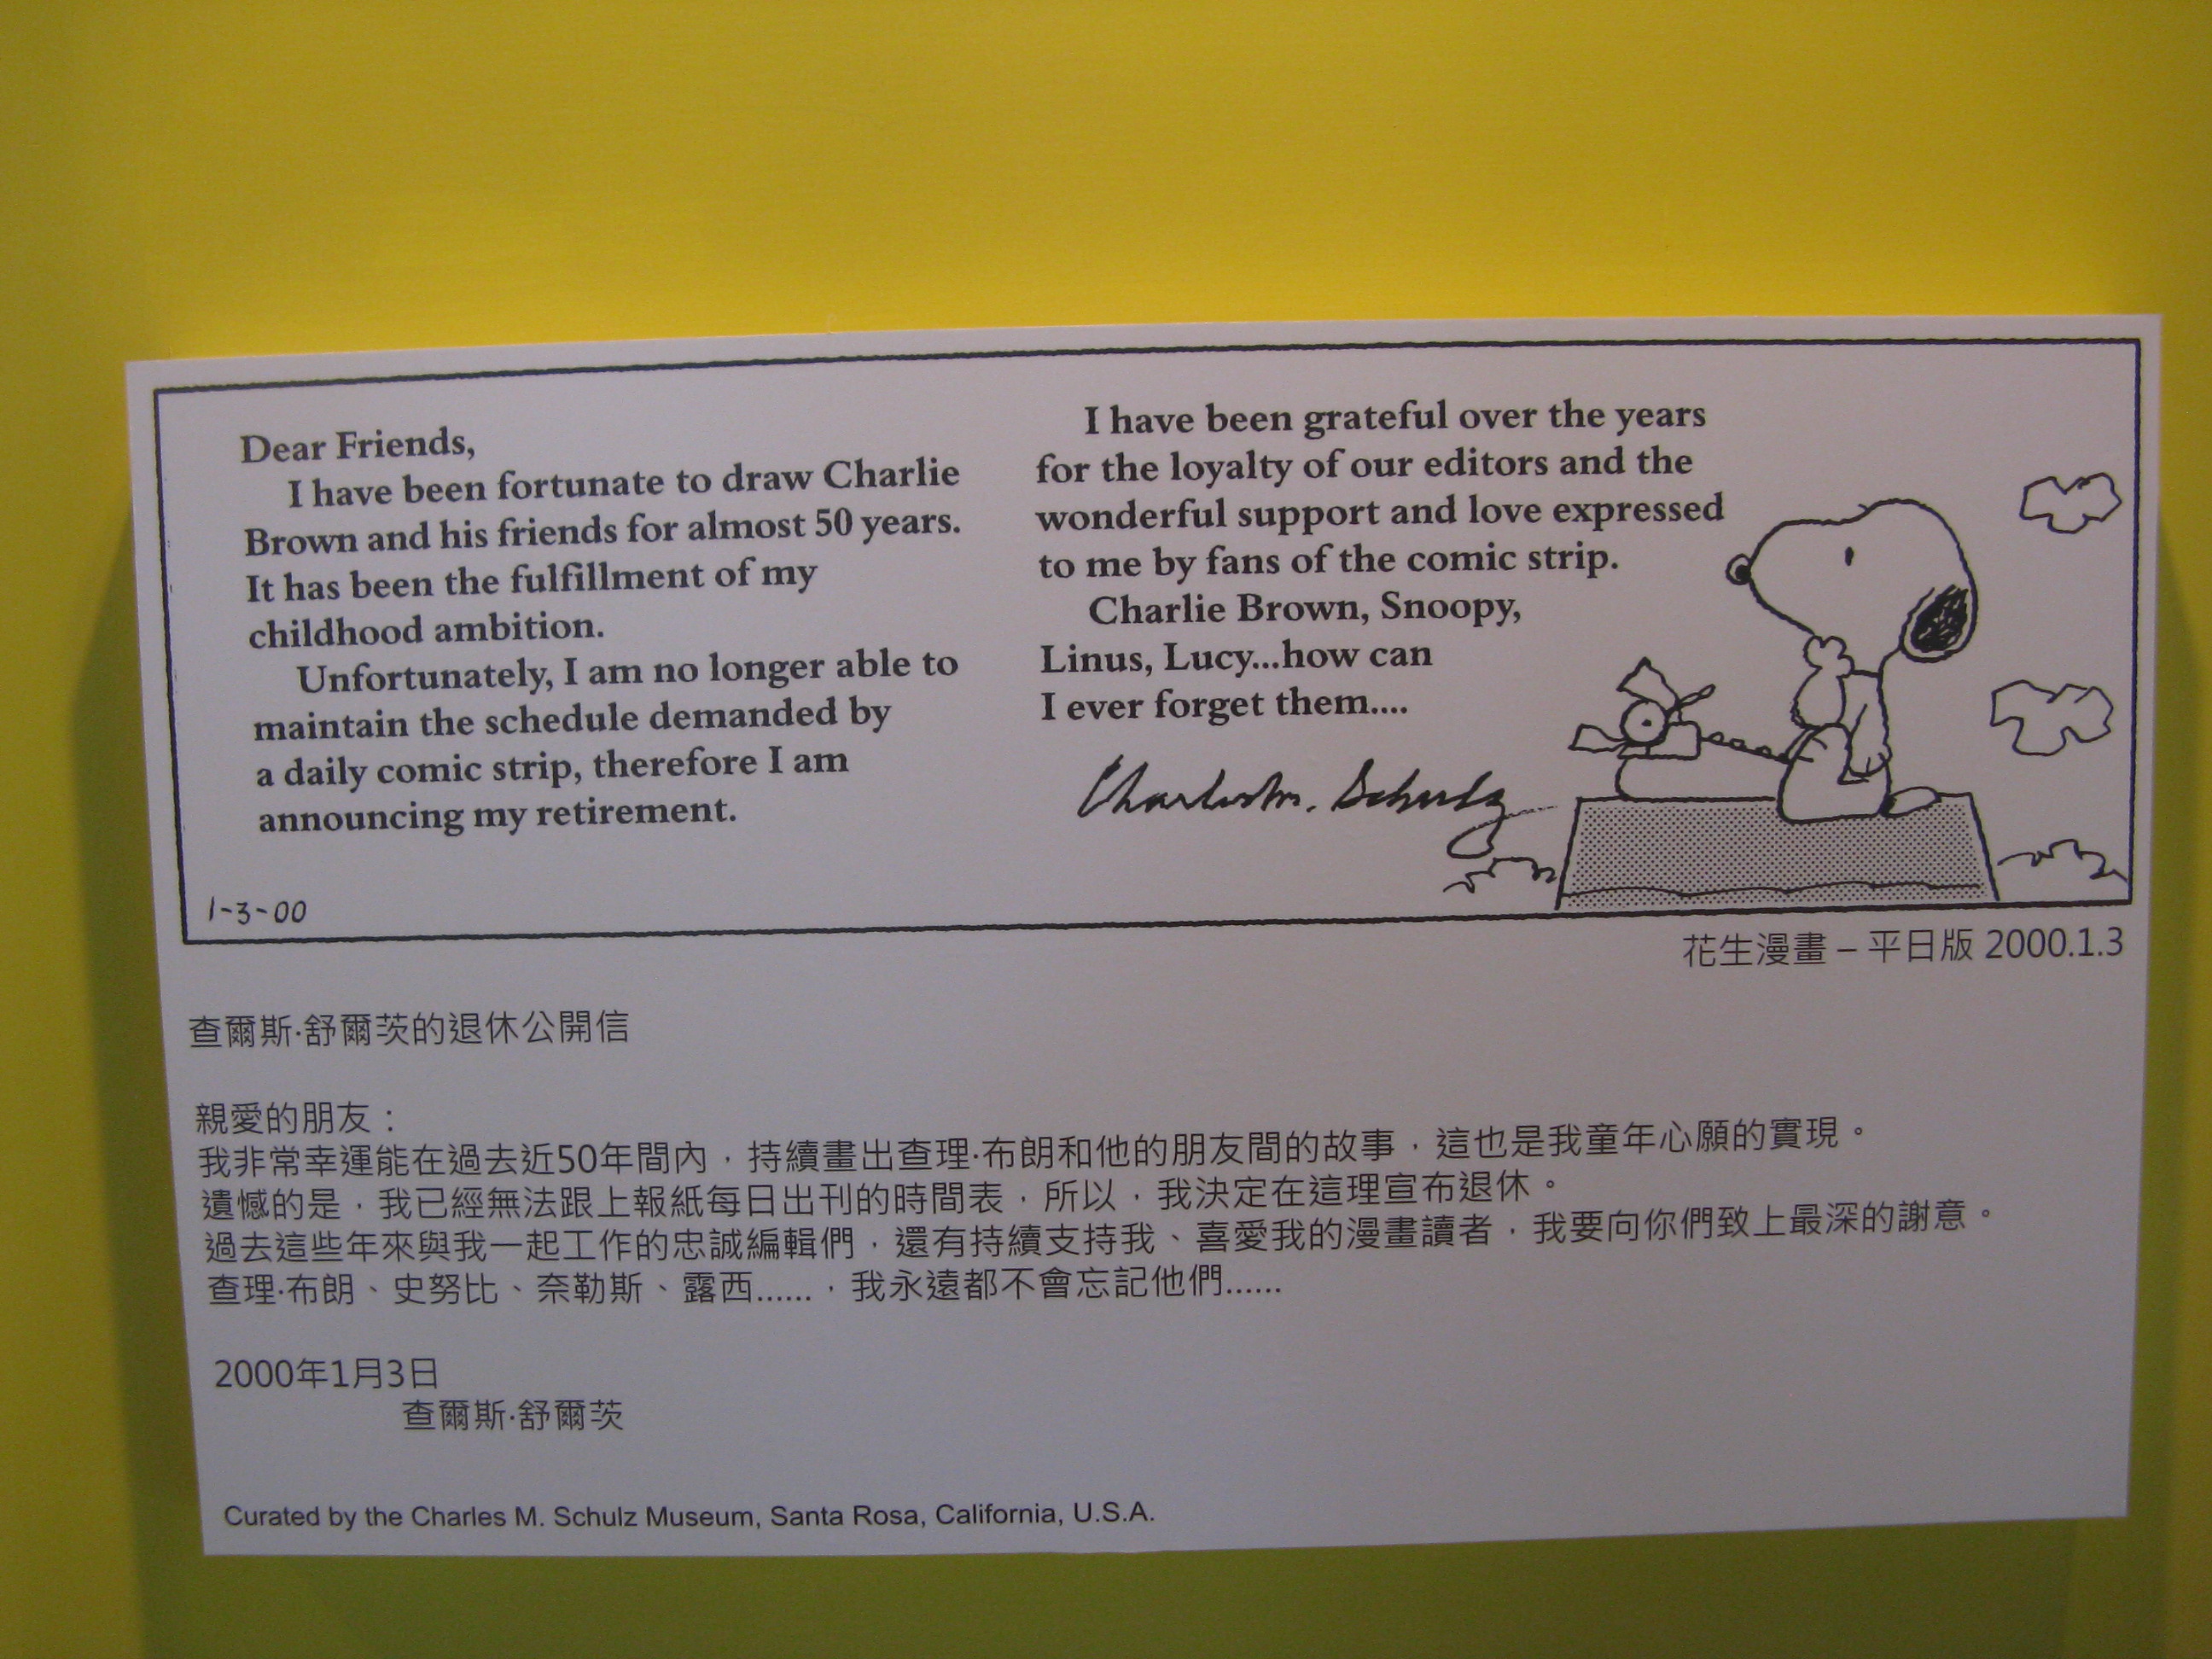 Dear Friends,
I have been fortunate to draw Charlie
Brown and his friends for almost 50 years.
It has been the fulfillment of my
childhood ambition.
Unfortunately, I am no longer able to
maintain the schedule demanded by
a daily comic strip, therefore I am
announcing my retirement.
1-3-00
I have been grateful over the years
for the loyalty of our editors and the
wonderful support and love expressed
to me by fans of the comic strip.
Charlie Brown, Snoopy,
Linus, Lucy...how can
I ever forget them....
Charles M. Schulz
花生漫畫 – 平日版 2000.1.3
查爾斯·舒爾茨的退休公開信
親愛的朋友：
我非常幸運能在過去近50年間內，持續畫出查理·布朗和他的朋友間的故事，這也是我童年心願的實現。
遺憾的是，我已經無法跟上報紙每日出刊的時間表，所以，我決定在這理宣布退休。
過去這些年來與我一起工作的忠誠編輯們，還有持續支持我、喜愛我的漫畫讀者，我要向你們致上最深的謝意。
查理·布朗、史努比、奈勒斯、露西......，我永遠都不會忘記他們......
2000年1月3日
查爾斯·舒爾茨
Curated by the Charles M. Schulz Museum, Santa Rosa, California, U.S.A.